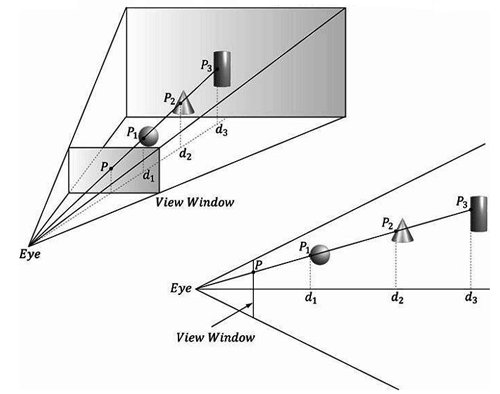 P₃
P₂
P₁
d₃
d₂
P
d₁
View Window
Eye
P₃
P₂
P₁
P
Eye
d₁
d₂
d₃
View Window